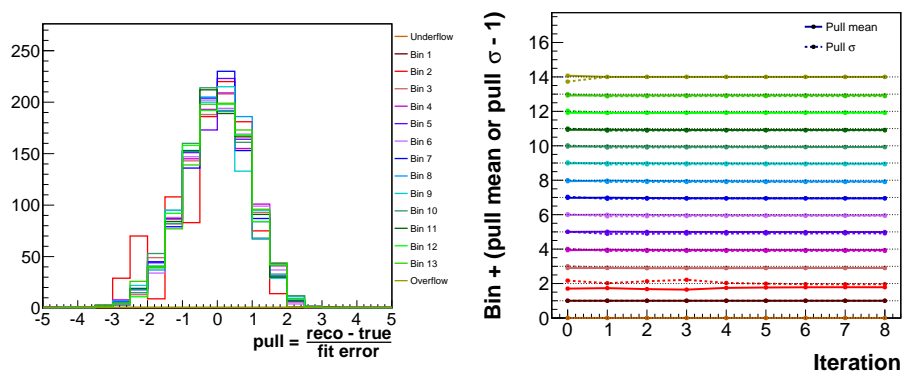 250
200
150
100
50
0
-5 -4 -3 -2 -1 0 1 2 3 4 5
pull = reco - true
fit error
Underflow
Bin 1
Bin 2
Bin 3
Bin 4
Bin 5
Bin 6
Bin 7
Bin 8
Bin 9
Bin 10
Bin 11
Bin 12
Bin 13
Overflow
Bin + (pull mean or pull σ - 1)
16
14
12
10
8
6
4
2
0
Pull mean
Pull σ
0 1 2 3 4 5 6 7 8
Iteration